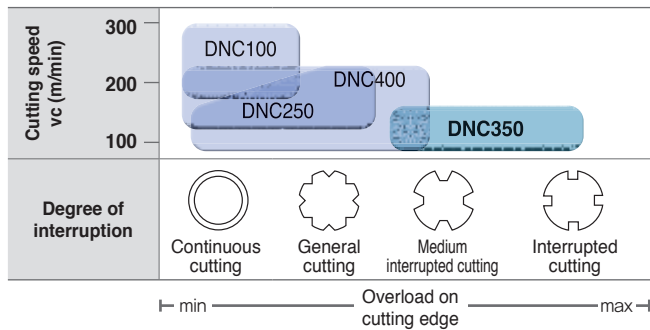 Cutting speed
vc (m/min)
300
200
100
DNC100
DNC400
DNC250
DNC350
Degree of
interruption
Continuous
cutting
General
cutting
Medium
interrupted cutting
Interrupted
cutting
min
Overload on
cutting edge
max